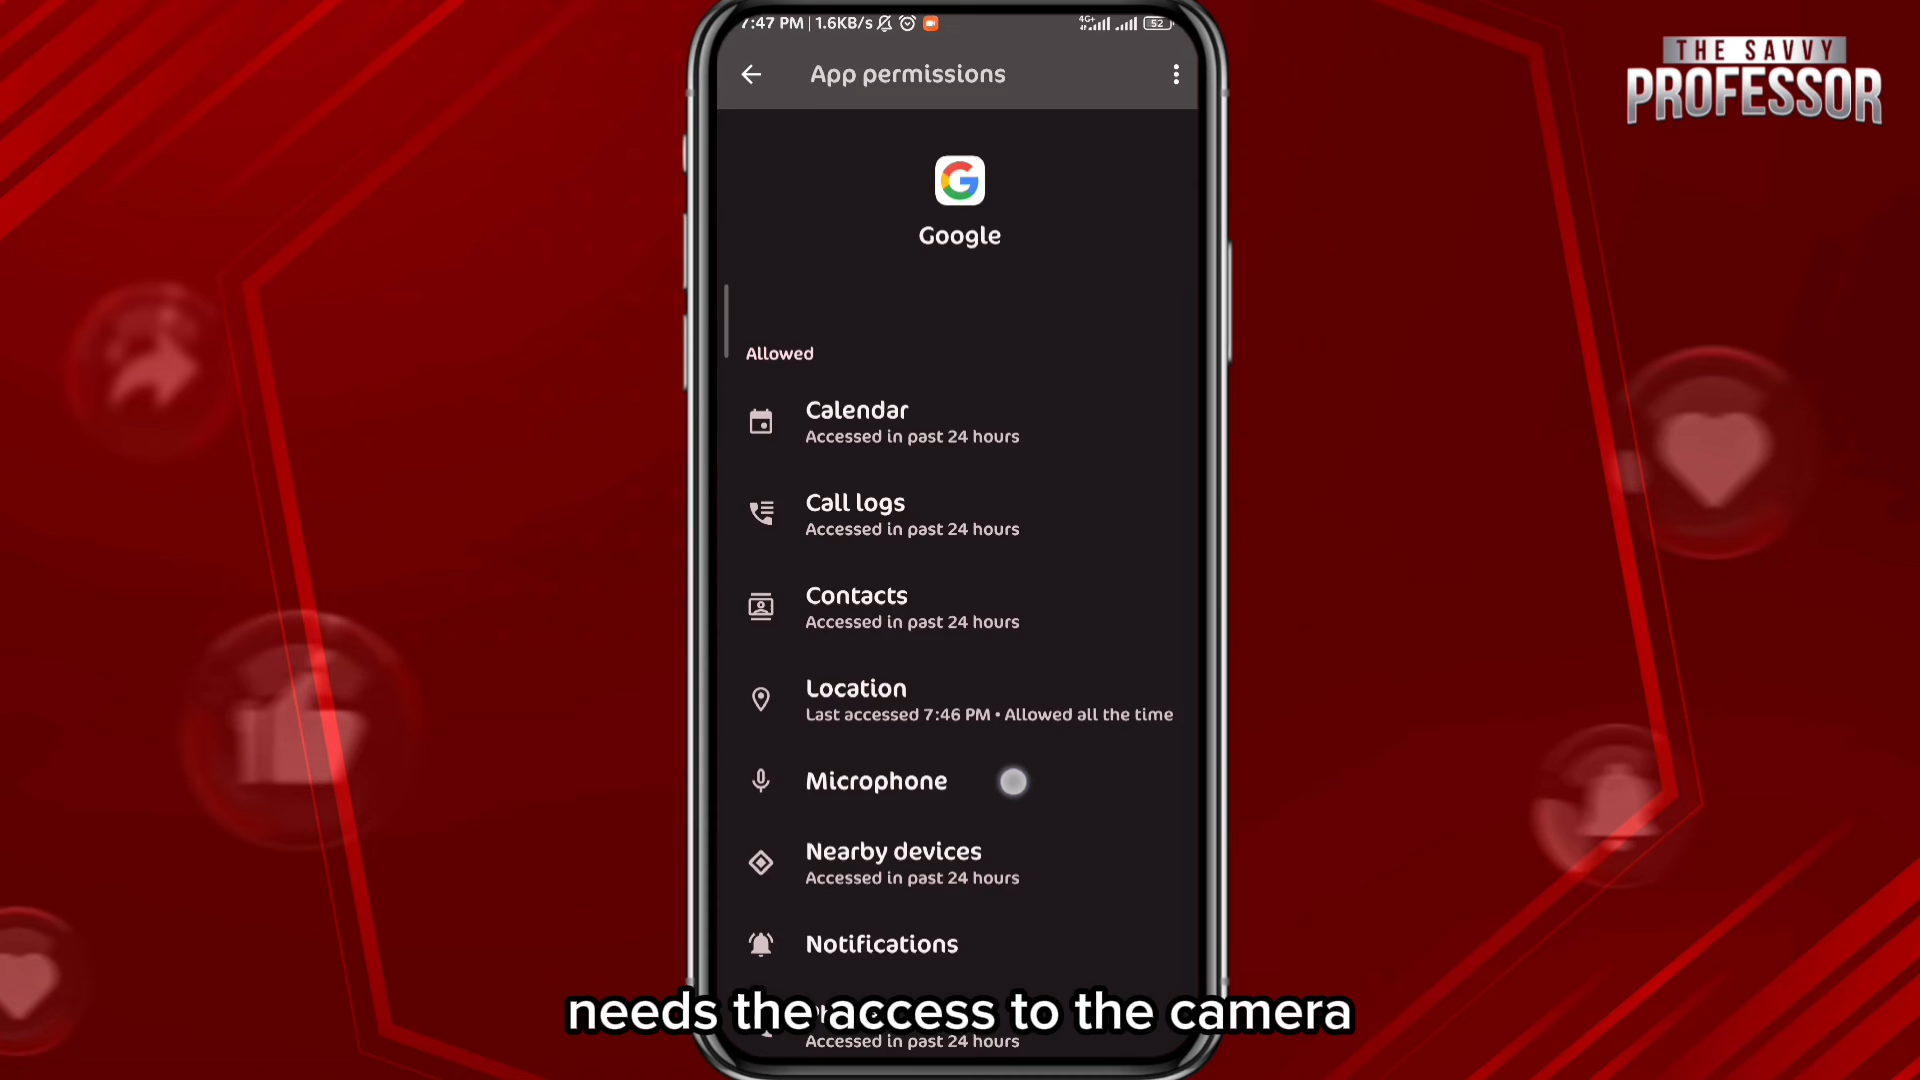 7:47 PM | 1.6KB/s
4G+
52
THE SAVVY
PROFESSOR
App permissions
Google
Allowed
Calendar
Accessed in past 24 hours
Call logs
Accessed in past 24 hours
Contacts
Accessed in past 24 hours
Location
Last accessed 7:46 PM • Allowed all the time
Microphone
Nearby devices
Accessed in past 24 hours
Notifications
needs the access to the camera
Accessed in past 24 hours